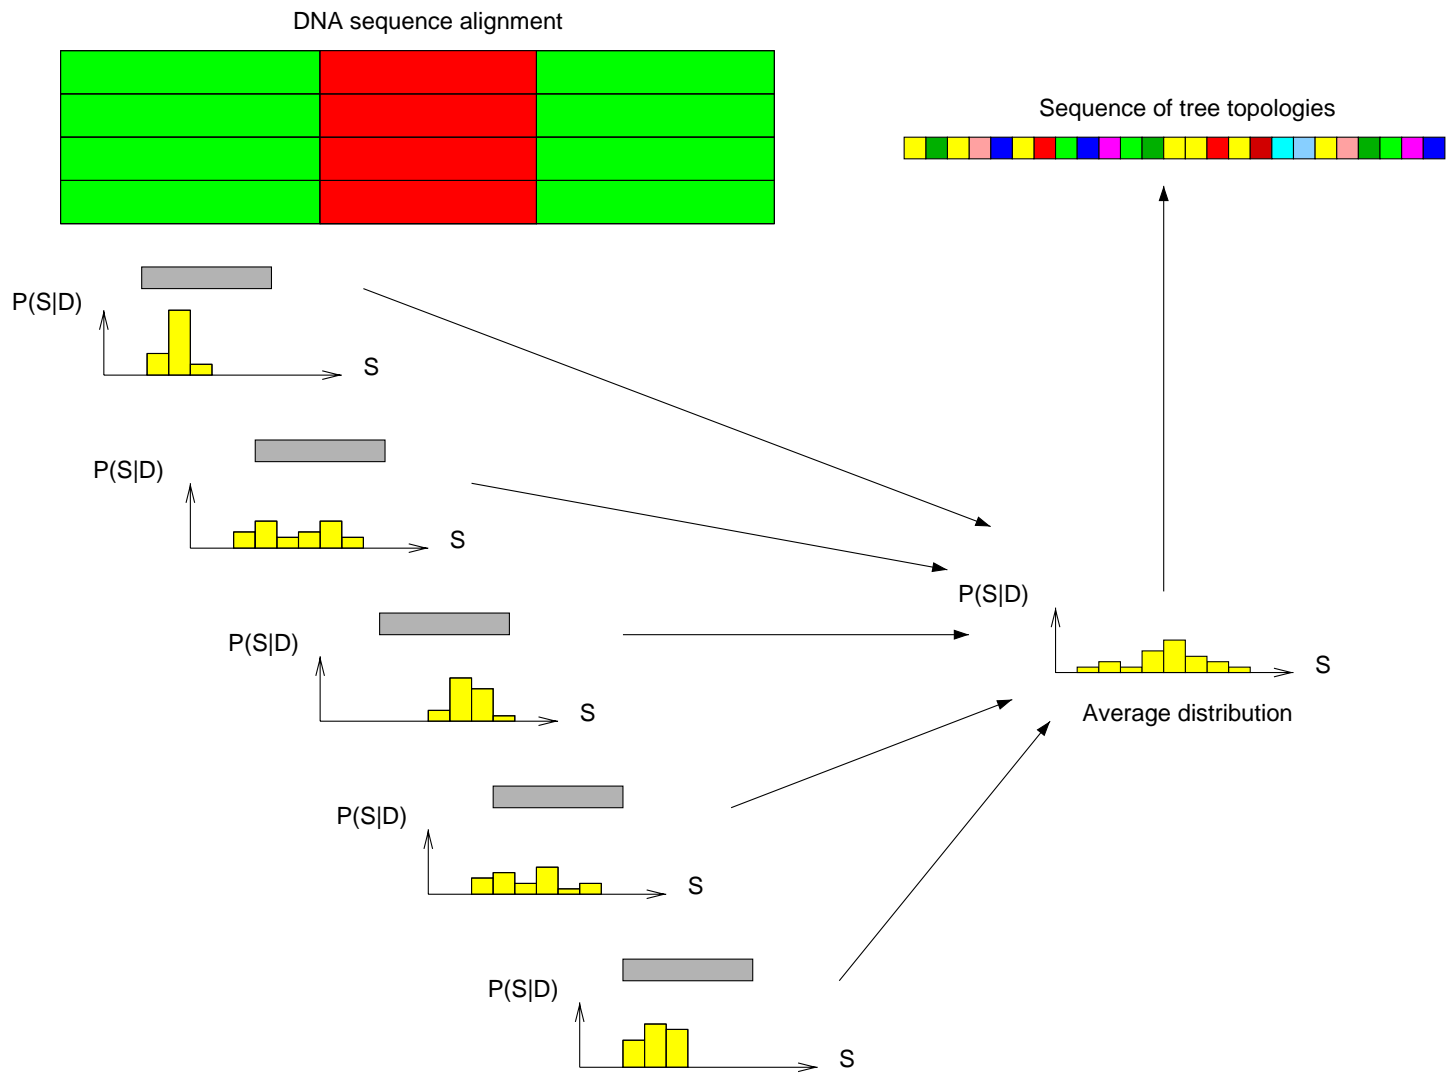 DNA sequence alignment
Sequence of tree topologies
P(S|D)
S
P(S|D)
S
P(S|D)
S
P(S|D)
S
Average distribution
P(S|D)
S
P(S|D)
S